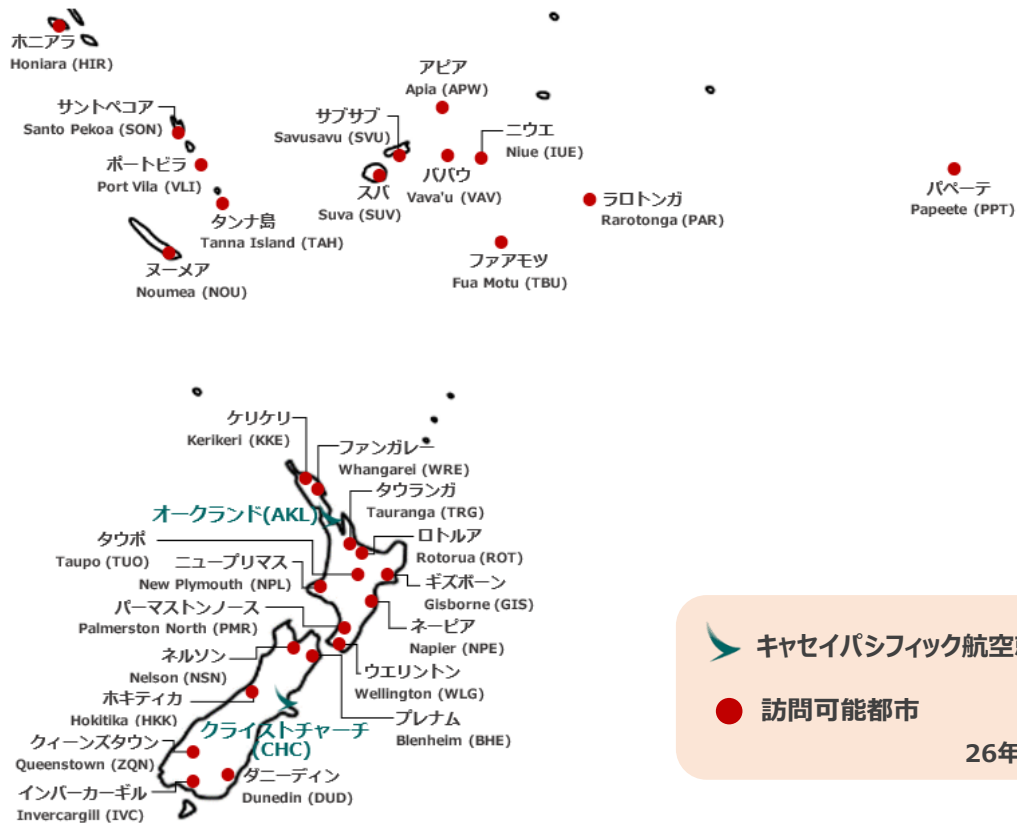 ホニアラ
Honiara (HIR)
サントペコア
Santo Pekoa (SON)
ポートビラ
Port Vila (VLI)
タンナ島
Tanna Island (TAH)
ヌーメア
Noumea (NOU)
アピア
Apia (APW)
サブサブ
Savusavu (SVU)
ニウエ
Niue (IUE)
スバ
Suva (SUV)
ババウ
Vava'u (VAV)
ラロトンガ
Rarotonga (PAR)
パペーテ
Papeete (PPT)
ファアモツ
Fua Motu (TBU)
ケリケリ
Kerikeri (KKE)
ファンガレー
Whangarei (WRE)
タウランガ
Tauranga (TRG)
オークランド(AKL)
タウポ
Taupo (TUO)
ロトルア
Rotorua (ROT)
ニュープリマス
New Plymouth (NPL)
ギズボーン
Gisborne (GIS)
パーマストンノース
Palmerston North (PMR)
ネーピア
Napier (NPE)
ネルソン
Nelson (NSN)
ウエリントン
Wellington (WLG)
ホキティカ
Hokitika (HKK)
ブレナム
Blenheim (BHE)
クライストチャーチ
(CHC)
クィーンズタウン
Queenstown (ZQN)
ダニーディン
Dunedin (DUD)
インバーカーギル
Invercargill (IVC)
キャセイパシフィック航空
訪問可能都市
26年